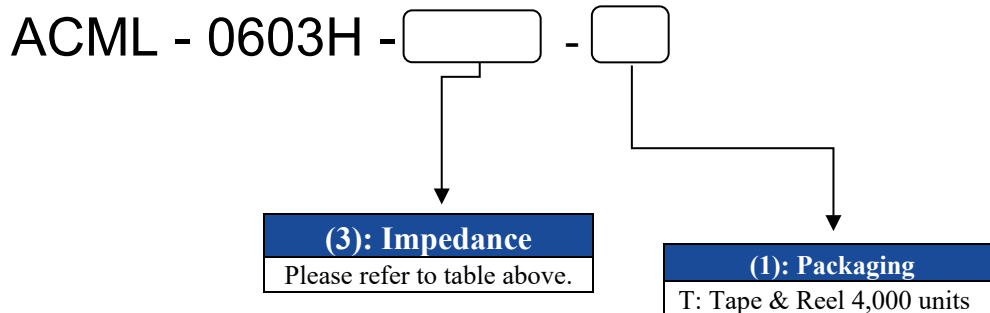 ACML - 0603H - -
(3): Impedance
Please refer to table above.
(1): Packaging
T: Tape & Reel 4,000 units